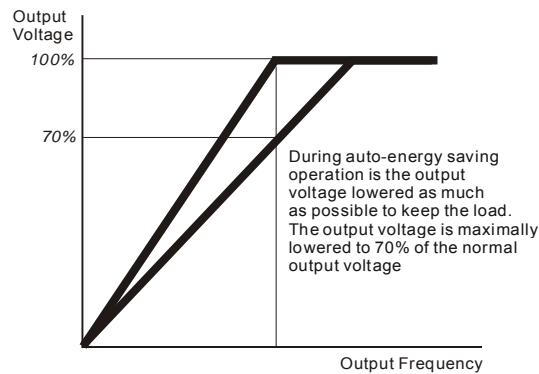 Output
Voltage
100%
70%
During auto-energy saving
operation is the output
voltage lowered as much
as possible to keep the load.
The output voltage is maximally
lowered to 70% of the normal
output voltage
Output Frequency